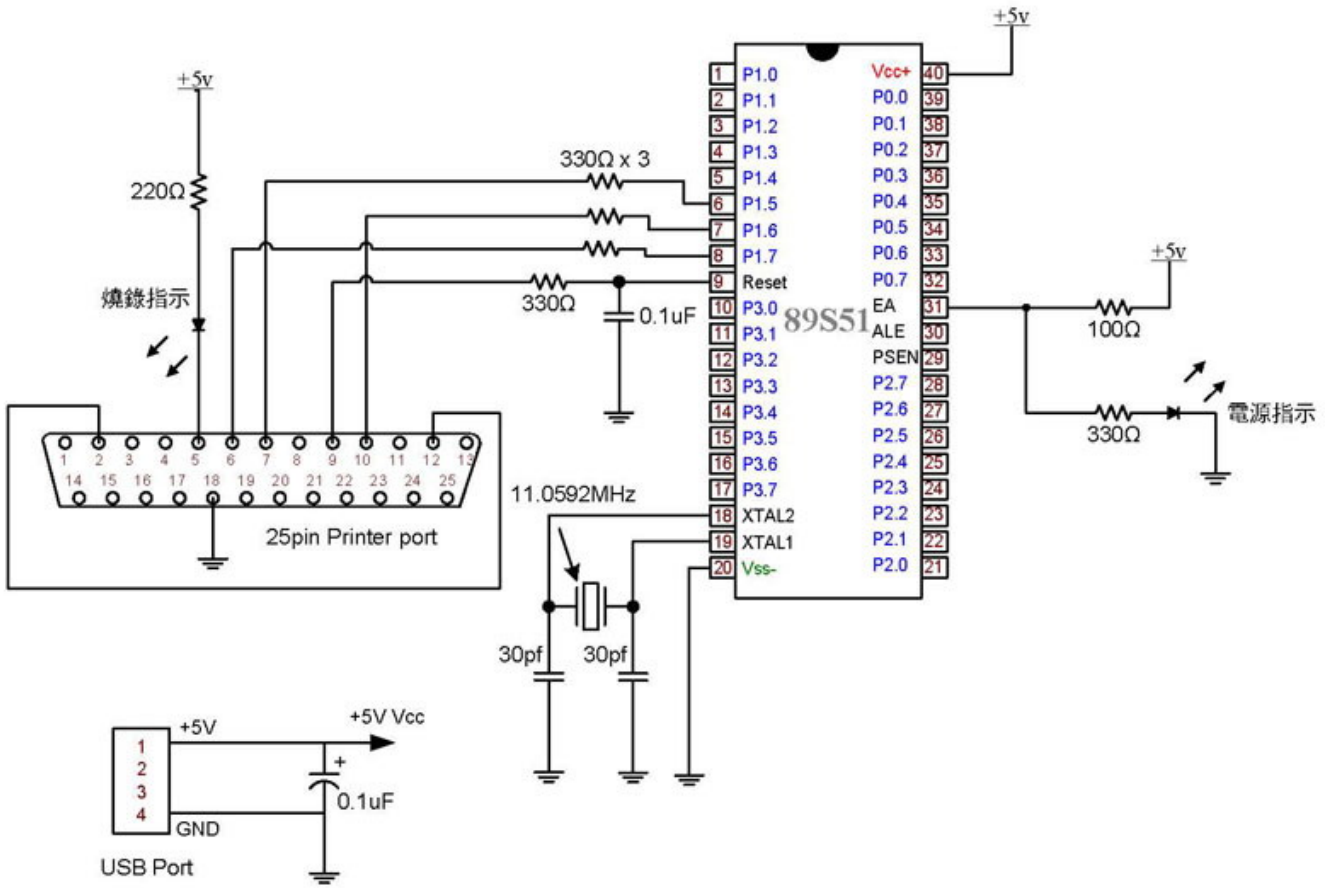 +5v
220Ω
燒錄指示
330Ω x 3
330Ω
0.1uF
1 P1.0
2 P1.1
3 P1.2
4 P1.3
5 P1.4
6 P1.5
7 P1.6
8 P1.7
9 Reset
10 P3.0
11 P3.1
12 P3.2
13 P3.3
14 P3.4
15 P3.5
16 P3.6
17 P3.7
18 XTAL2
19 XTAL1
20 Vss-
89S51
Vcc+ 40
P0.0 39
P0.1 38
P0.2 37
P0.3 36
P0.4 35
P0.5 34
P0.6 33
P0.7 32
EA 31
ALE 30
PSEN 29
P2.7 28
P2.6 27
P2.5 26
P2.4 25
P2.3 24
P2.2 23
P2.1 22
P2.0 21
+5v
+5v
100Ω
330Ω
電源指示
1 2 3 4 5 6 7 8 9 10 11 12 13
14 15 16 17 18 19 20 21 22 23 24 25
25pin Printer port
11.0592MHz
30pf
30pf
1
2
3
4
+5V
+5V Vcc
+
0.1uF
GND
USB Port